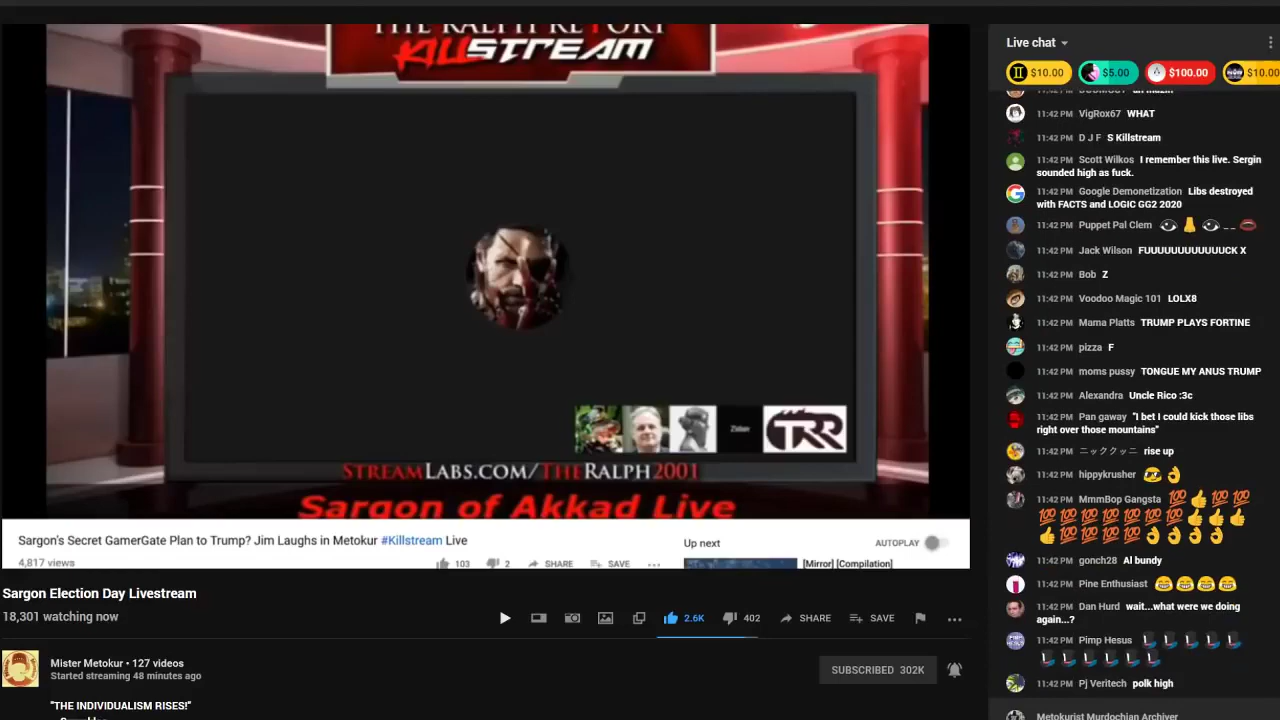 THE RALPH RETORT
KILLSTREAM
Zidan
TRR
STREAMLABS.COM/THERALPH2001
Sargon of Akkad Live
Sargon's Secret GamerGate Plan to Trump? Jim Laughs in Metokur #Killstream Live
4,817 views
103
2
SHARE
SAVE
Up next
AUTOPLAY
[Mirror] [Compilation]
Sargon Election Day Livestream
18,301 watching now
2.6K
402
SHARE
SAVE
Mister Metokur • 127 videos
Started streaming 48 minutes ago
SUBSCRIBED 302K
"THE INDIVIDUALISM RISES!"
Live chat
$10.00
$5.00
$100.00
$10.00
11:42 PM VigRox67 WHAT
11:42 PM D J F S Killstream
11:42 PM Scott Wilkos I remember this live. Sergin
sounded high as fuck.
11:42 PM Google Demonetization Libs destroyed
with FACTS and LOGIC GG2 2020
11:42 PM Puppet Pal Clem 👁👃👁 _ _ 👄
11:42 PM Jack Wilson FUUUUUUUUUUUUCK X
11:42 PM Bob Z
11:42 PM Voodoo Magic 101 LOLX8
11:42 PM Mama Platts TRUMP PLAYS FORTINE
11:42 PM pizza F
11:42 PM moms pussy TONGUE MY ANUS TRUMP
11:42 PM Alexandra Uncle Rico :3c
11:42 PM Pan gaway "I bet I could kick those libs
right over those mountains"
11:42 PM ニッククッニ rise up
11:42 PM hippykrusher
11:42 PM MmmBop Gangsta 💯👍💯💯
💯💯💯💯💯💯💯👍👍👍
👍💯💯💯💯👌👌👌👌
11:42 PM gonch28 Al bundy
11:42 PM Pine Enthusiast 😂😂😂😂
11:42 PM Dan Hurd wait...what were we doing
again...?
11:42 PM Pimp Hesus
11:42 PM Pj Veritech polk high
Metokurist Murdochian Archiver